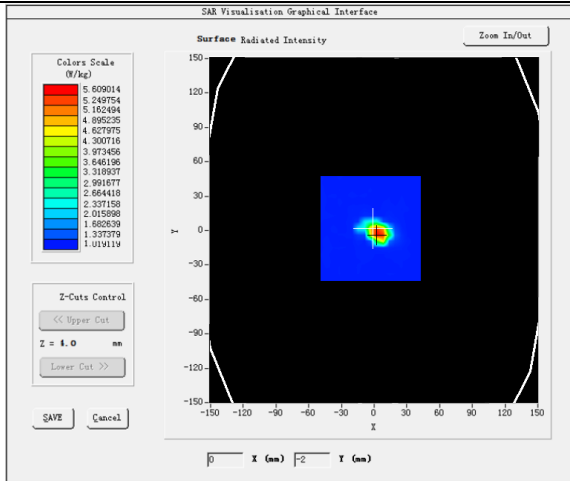 SAR Visualisation Graphical Interface
Surface Radiated Intensity
Zoom In/Out
Colors Scale
(W/kg)
5.609014
5.249754
5.162494
4.895235
4.627975
4.300716
3.973456
3.646196
3.318937
2.991677
2.664418
2.337158
2.015898
1.682639
1.337379
1.019119
Z-Cuts Control
<< Upper Cut
Z = 4.0 mm
Lower Cut >>
SAVE Cancel
150
120
90
60
30
0
-30
-60
-90
-120
-150
Y
-150 -120 -90 -60 -30 0 30 60 90 120 150
X
0 X (mm) -2 Y (mm)